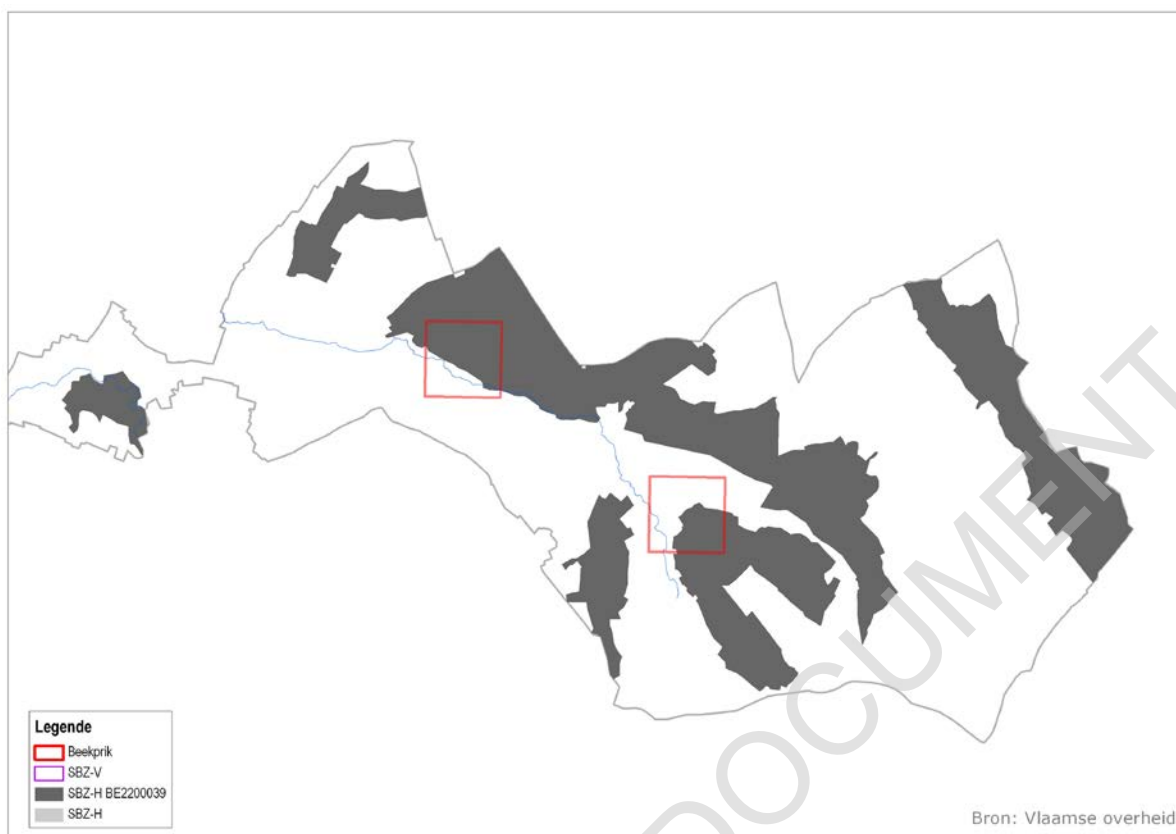 DOCUMENT
Legende
Beekprik
SBZ-V
SBZ-H BE2200039
SBZ-H
Bron: Vlaamse overheid